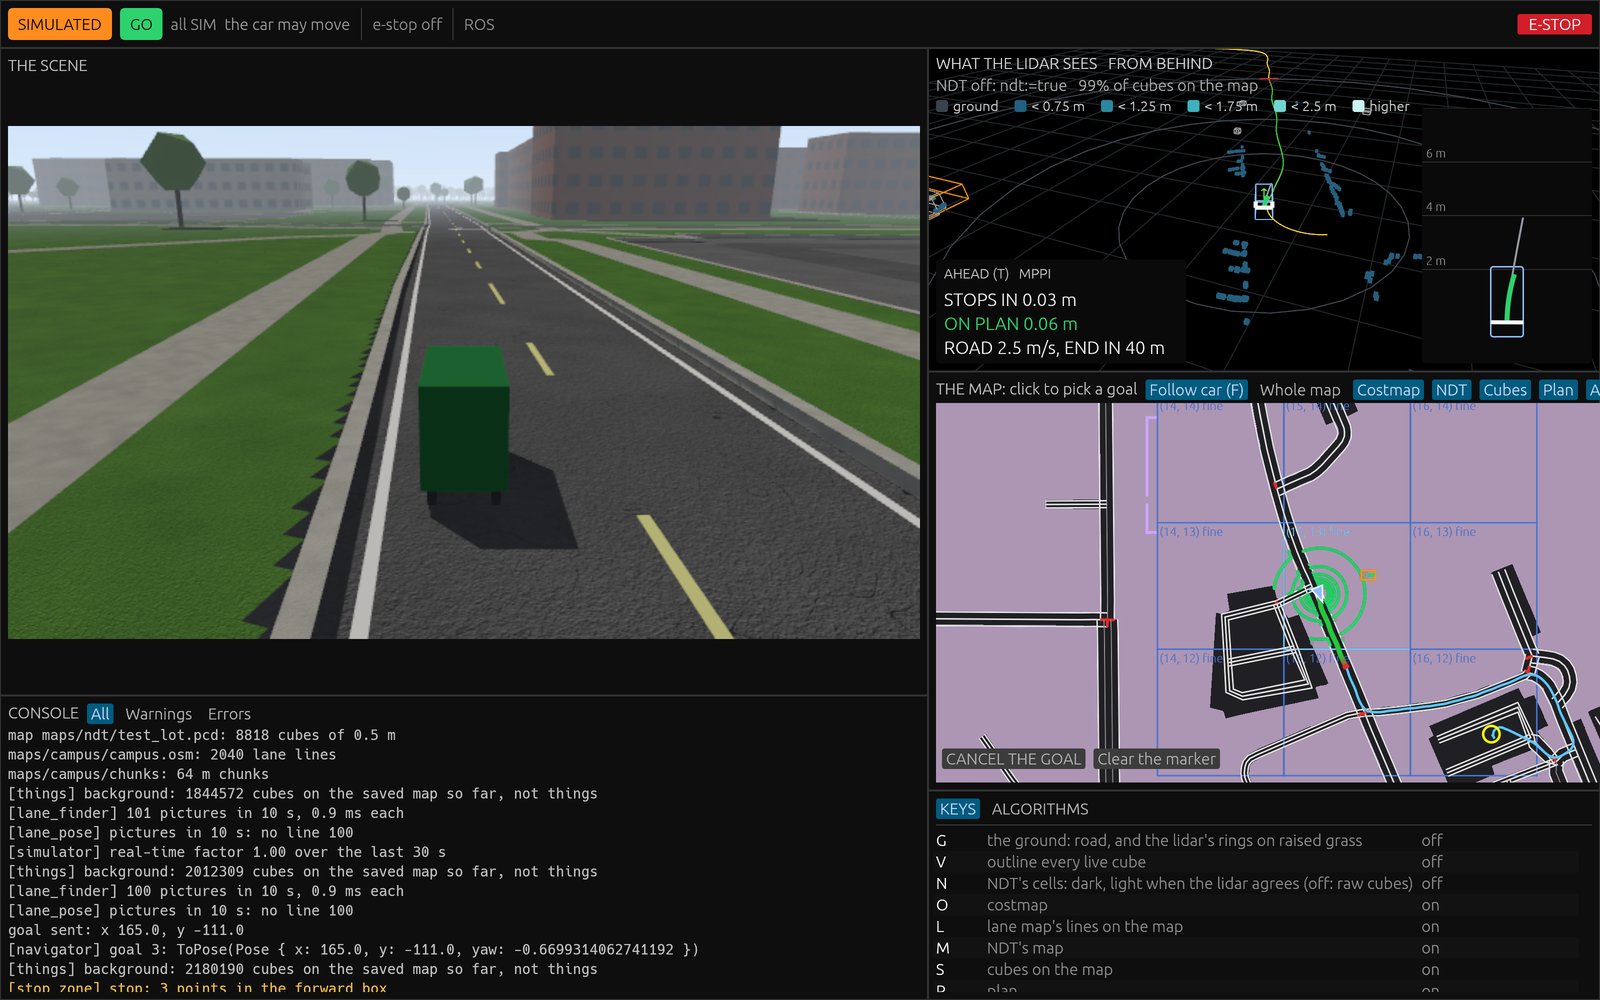 SIMULATED GO all SIM the car may move e-stop off ROS E-STOP
THE SCENE
WHAT THE LIDAR SEES FROM BEHIND
NDT off: ndt:=true 99% of cubes on the map
ground < 0.75 m < 1.25 m < 1.75 m < 2.5 m higher
6 m
4 m
2 m
AHEAD (T) MPPI
STOPS IN 0.03 m
ON PLAN 0.06 m
ROAD 2.5 m/s, END IN 40 m
THE MAP: click to pick a goal Follow car (F) Whole map Costmap NDT Cubes Plan A
(14, 14) fine (15, 14) fine (16, 14) fine
(14, 13) fine (16, 13) fine
(14, 12) fine (16, 12) fine
CANCEL THE GOAL Clear the marker
CONSOLE All Warnings Errors
map maps/ndt/test_lot.pcd: 8818 cubes of 0.5 m
maps/campus/campus.osm: 2040 lane lines
maps/campus/chunks: 64 m chunks
[things] background: 1844572 cubes on the saved map so far, not things
[lane_finder] 101 pictures in 10 s, 0.9 ms each
[lane_pose] pictures in 10 s: no line 100
[simulator] real-time factor 1.00 over the last 30 s
[things] background: 2012309 cubes on the saved map so far, not things
[lane_finder] 100 pictures in 10 s, 0.9 ms each
[lane_pose] pictures in 10 s: no line 100
goal sent: x 165.0, y -111.0
[navigator] goal 3: ToPose(Pose { x: 165.0, y: -111.0, yaw: -0.6699314062741192 })
[things] background: 2180190 cubes on the saved map so far, not things
[stop_zone] stop: 3 points in the forward box
KEYS ALGORITHMS
G the ground: road, and the lidar's rings on raised grass off
V outline every live cube off
N NDT's cells: dark, light when the lidar agrees (off: raw cubes) off
O costmap on
L lane map's lines on the map on
M NDT's map on
S cubes on the map on
P plan on